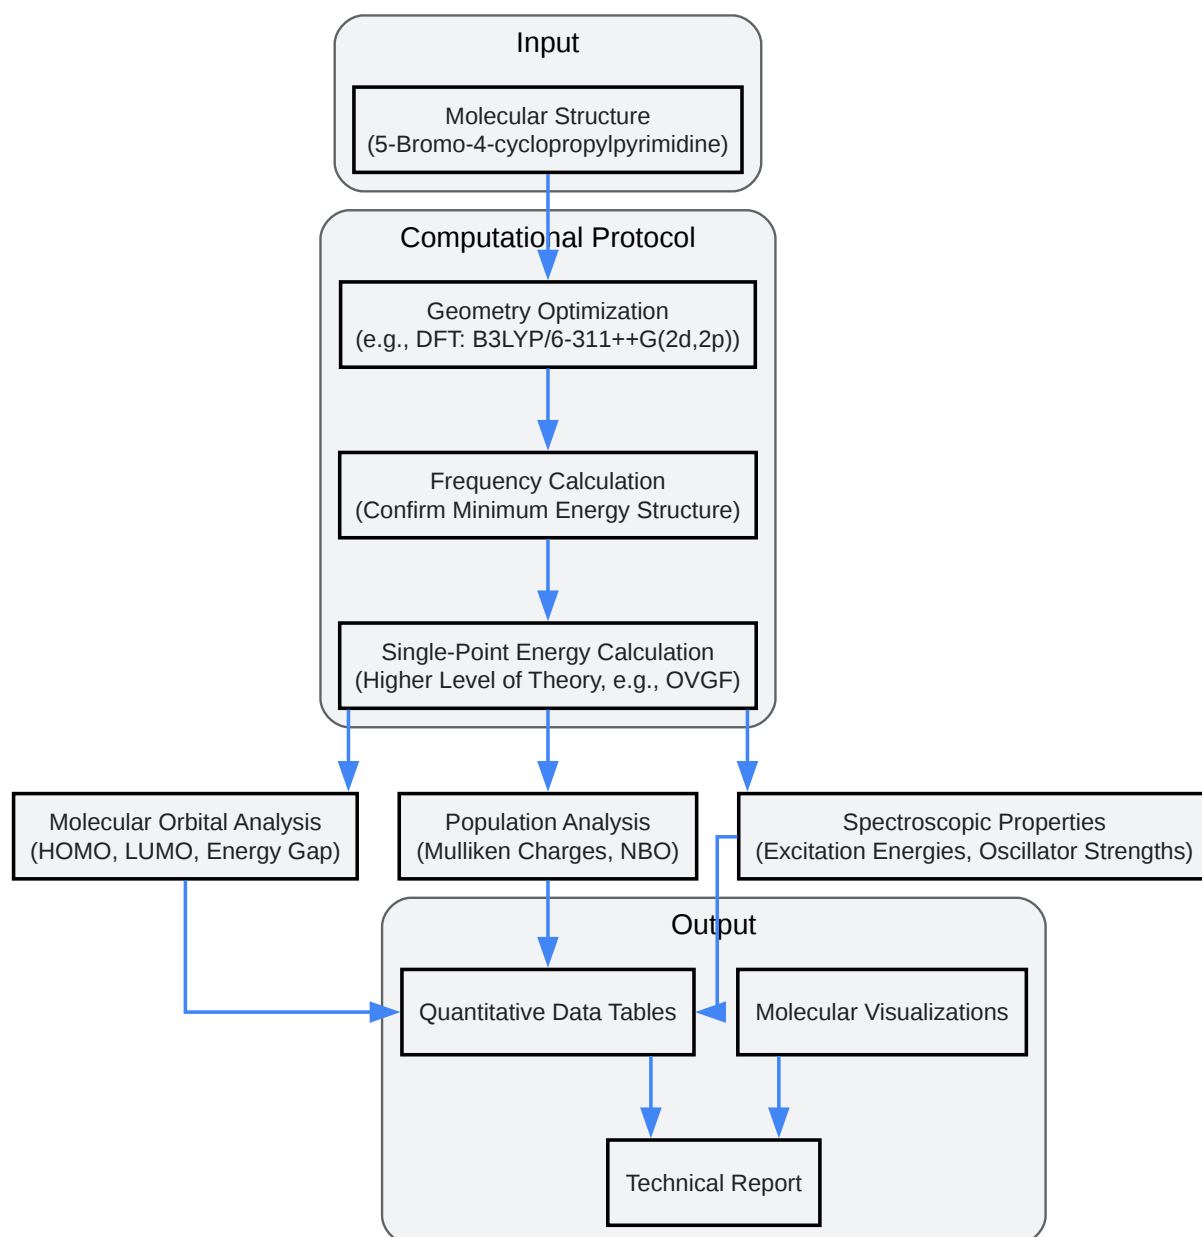 Input
Molecular Structure
(5-Bromo-4-cyclopropylpyrimidine)
Computational Protocol
Geometry Optimization
(e.g., DFT: B3LYP/6-311++G(2d,2p))
Frequency Calculation
(Confirm Minimum Energy Structure)
Single-Point Energy Calculation
(Higher Level of Theory, e.g., OVGF)
Molecular Orbital Analysis
(HOMO, LUMO, Energy Gap)
Population Analysis
(Mulliken Charges, NBO)
Spectroscopic Properties
(Excitation Energies, Oscillator Strengths)
Output
Quantitative Data Tables
Molecular Visualizations
Technical Report